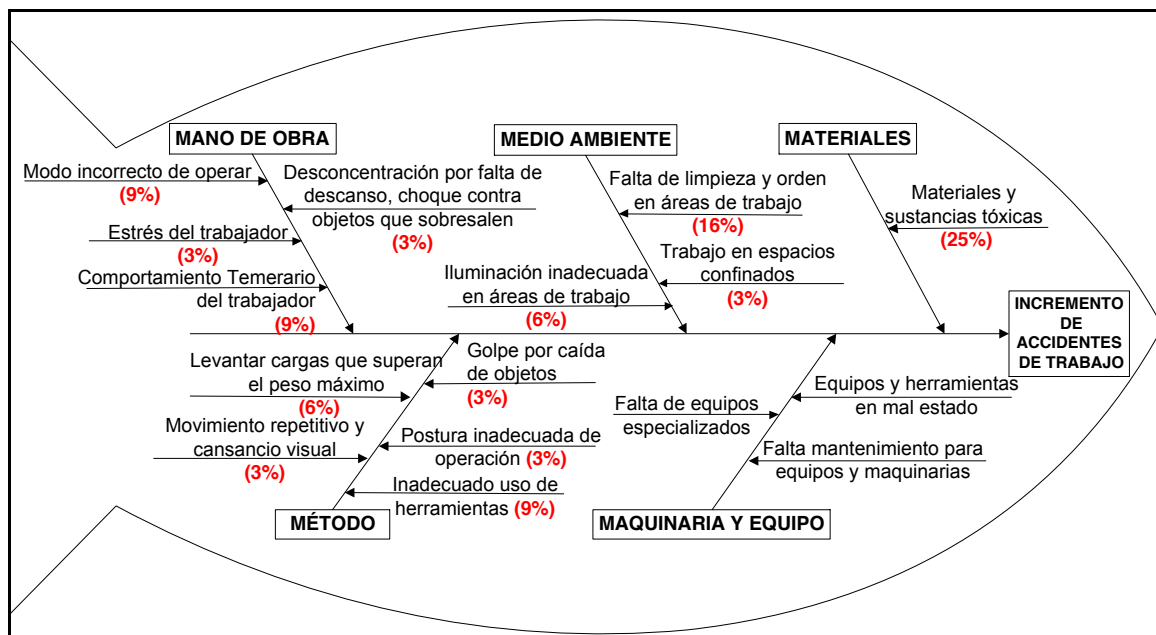 MANO DE OBRA
Modo incorrecto de operar
(9%)
Desconcentración por falta de
descanso, choque contra
objetos que sobresalen
(3%)
Estrés del trabajador
(3%)
Comportamiento Temerario
del trabajador
(9%)
MEDIO AMBIENTE
Falta de limpieza y orden
en áreas de trabajo
(16%)
Trabajo en espacios
confinados
(3%)
Iluminación inadecuada
en áreas de trabajo
(6%)
MATERIALES
Materiales y
sustancias tóxicas
(25%)
INCREMENTO
DE
ACCIDENTES
DE TRABAJO
Levantar cargas que superan
el peso máximo
(6%)
Golpe por caída
de objetos
(3%)
Movimiento repetitivo y
cansancio visual
(3%)
Postura inadecuada de
operación (3%)
Inadecuado uso de
herramientas (9%)
MÉTODO
Equipos y herramientas
en mal estado
Falta de equipos
especializados
Falta mantenimiento para
equipos y maquinarias
MAQUINARIA Y EQUIPO